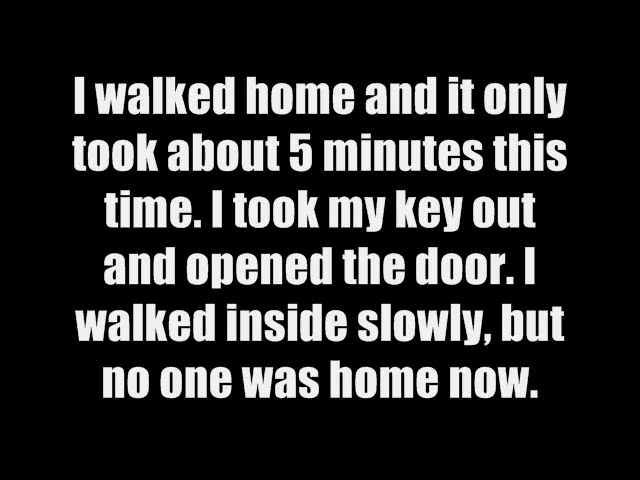 I walked home and it only
took about 5 minutes this
time. I took my key out
and opened the door. I
walked inside slowly, but
no one was home now.